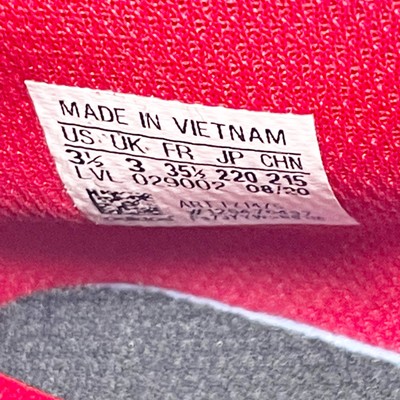 MADE IN VIETNAM
US UK FR JP CHN
3½ 3 35½ 220 215
LVL 029002 08/20